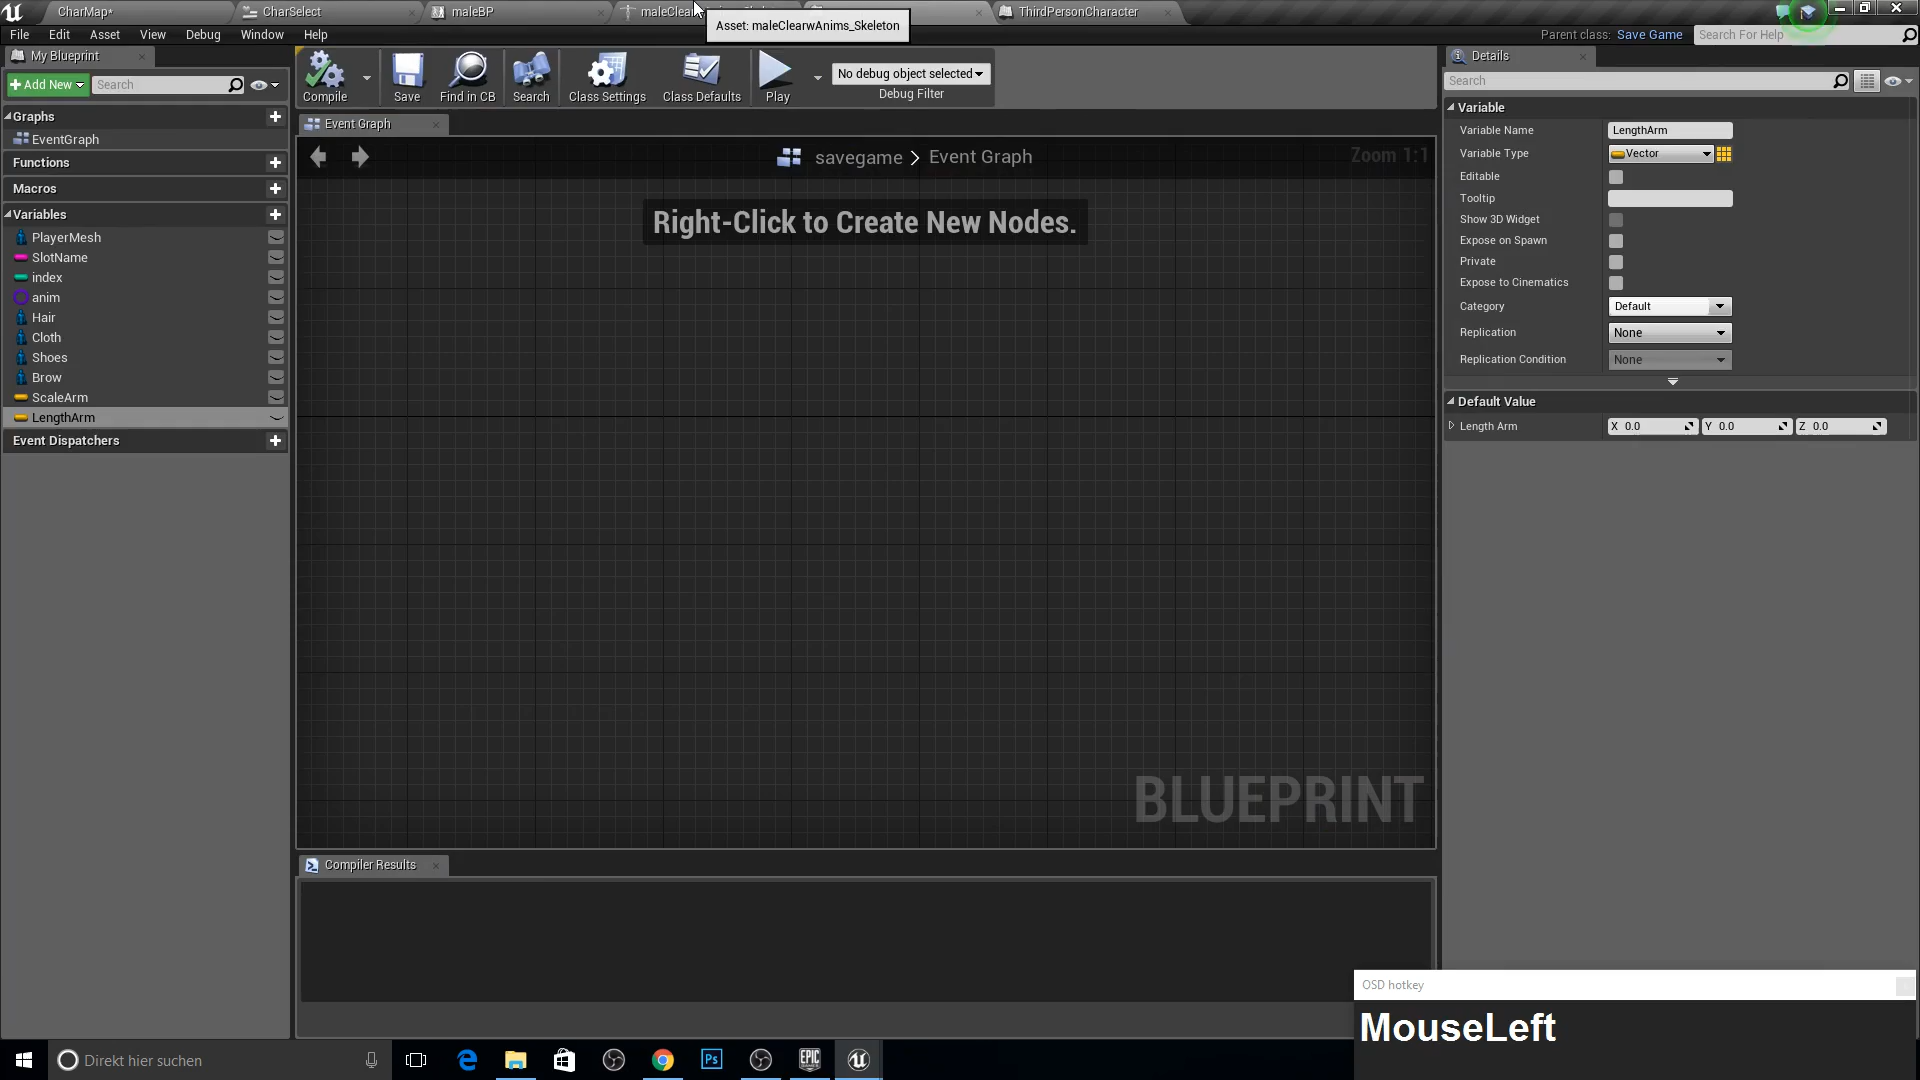 CharMap*
CharSelect
maleBP
ThirdPersonCharacter
Asset: maleClearwAnims_Skeleton
File Edit Asset View Debug Window Help
Parent class: Save Game
Search For Help
My Blueprint
Add New
Search
Graphs
EventGraph
Functions
Macros
Variables
PlayerMesh
SlotName
index
anim
Hair
Cloth
Shoes
Brow
ScaleArm
LengthArm
Event Dispatchers
Compile
Save
Find in CB
Search
Class Settings
Class Defaults
Play
No debug object selected
Debug Filter
Event Graph
savegame > Event Graph
Zoom 1:1
Right-Click to Create New Nodes.
BLUEPRINT
Compiler Results
Details
Search
Variable
Variable Name LengthArm
Variable Type Vector
Editable
Tooltip
Show 3D Widget
Expose on Spawn
Private
Expose to Cinematics
Category Default
Replication None
Replication Condition None
Default Value
Length Arm X 0.0 Y 0.0 Z 0.0
OSD hotkey
MouseLeft
Direkt hier suchen
Ps
EPIC